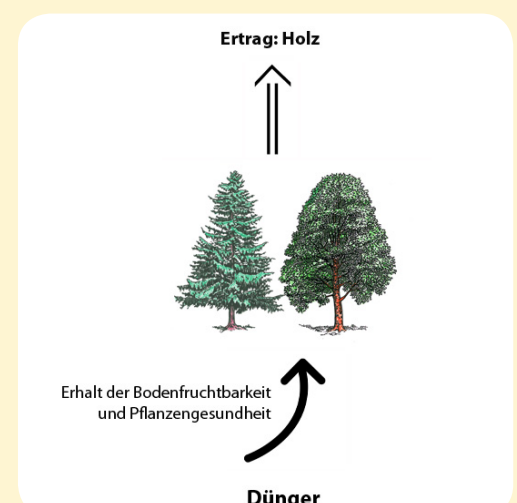 Ertrag: Holz
Erhalt der Bodenfruchtbarkeit
und Pflanzengesundheit
Dünger